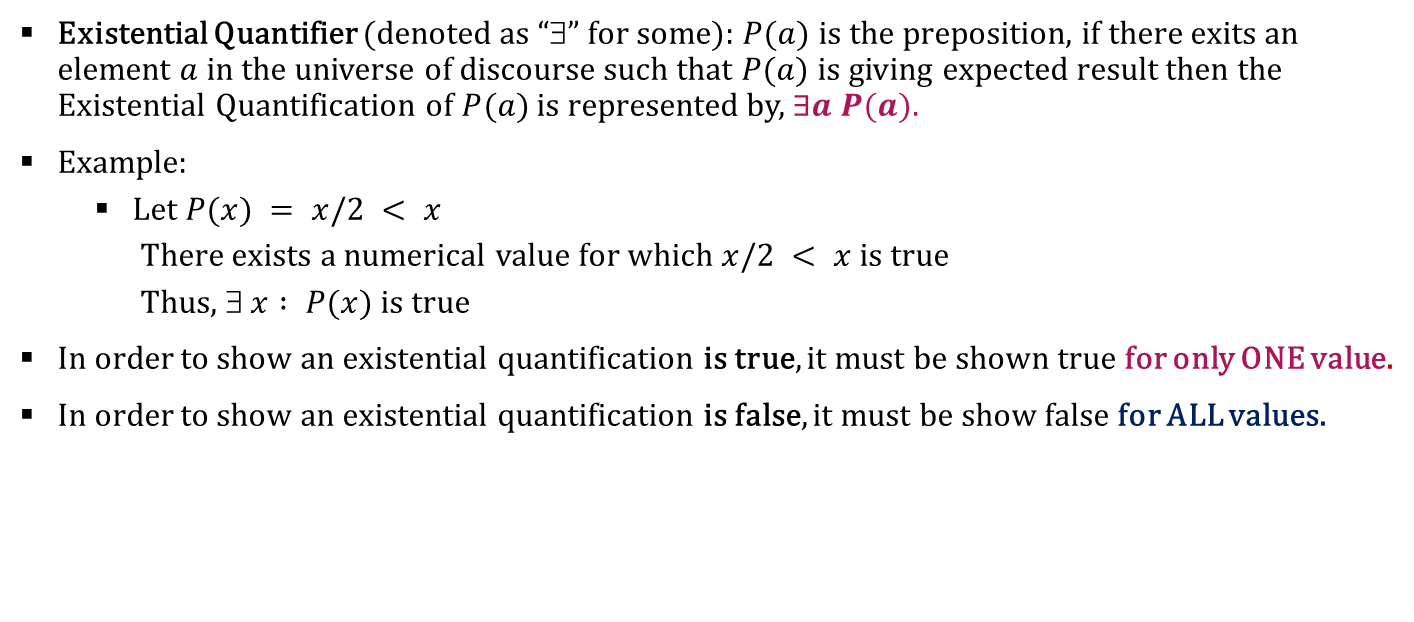 ▪ Existential Quantifier (denoted as “∃” for some): P(a) is the preposition, if there exits an
element a in the universe of discourse such that P(a) is giving expected result then the
Existential Quantification of P(a) is represented by, ∃a P(a).
▪ Example:
▪ Let P(x) = x/2 < x
There exists a numerical value for which x/2 < x is true
Thus, ∃ x : P(x) is true
▪ In order to show an existential quantification is true, it must be shown true for only ONE value.
▪ In order to show an existential quantification is false, it must be show false for ALL values.